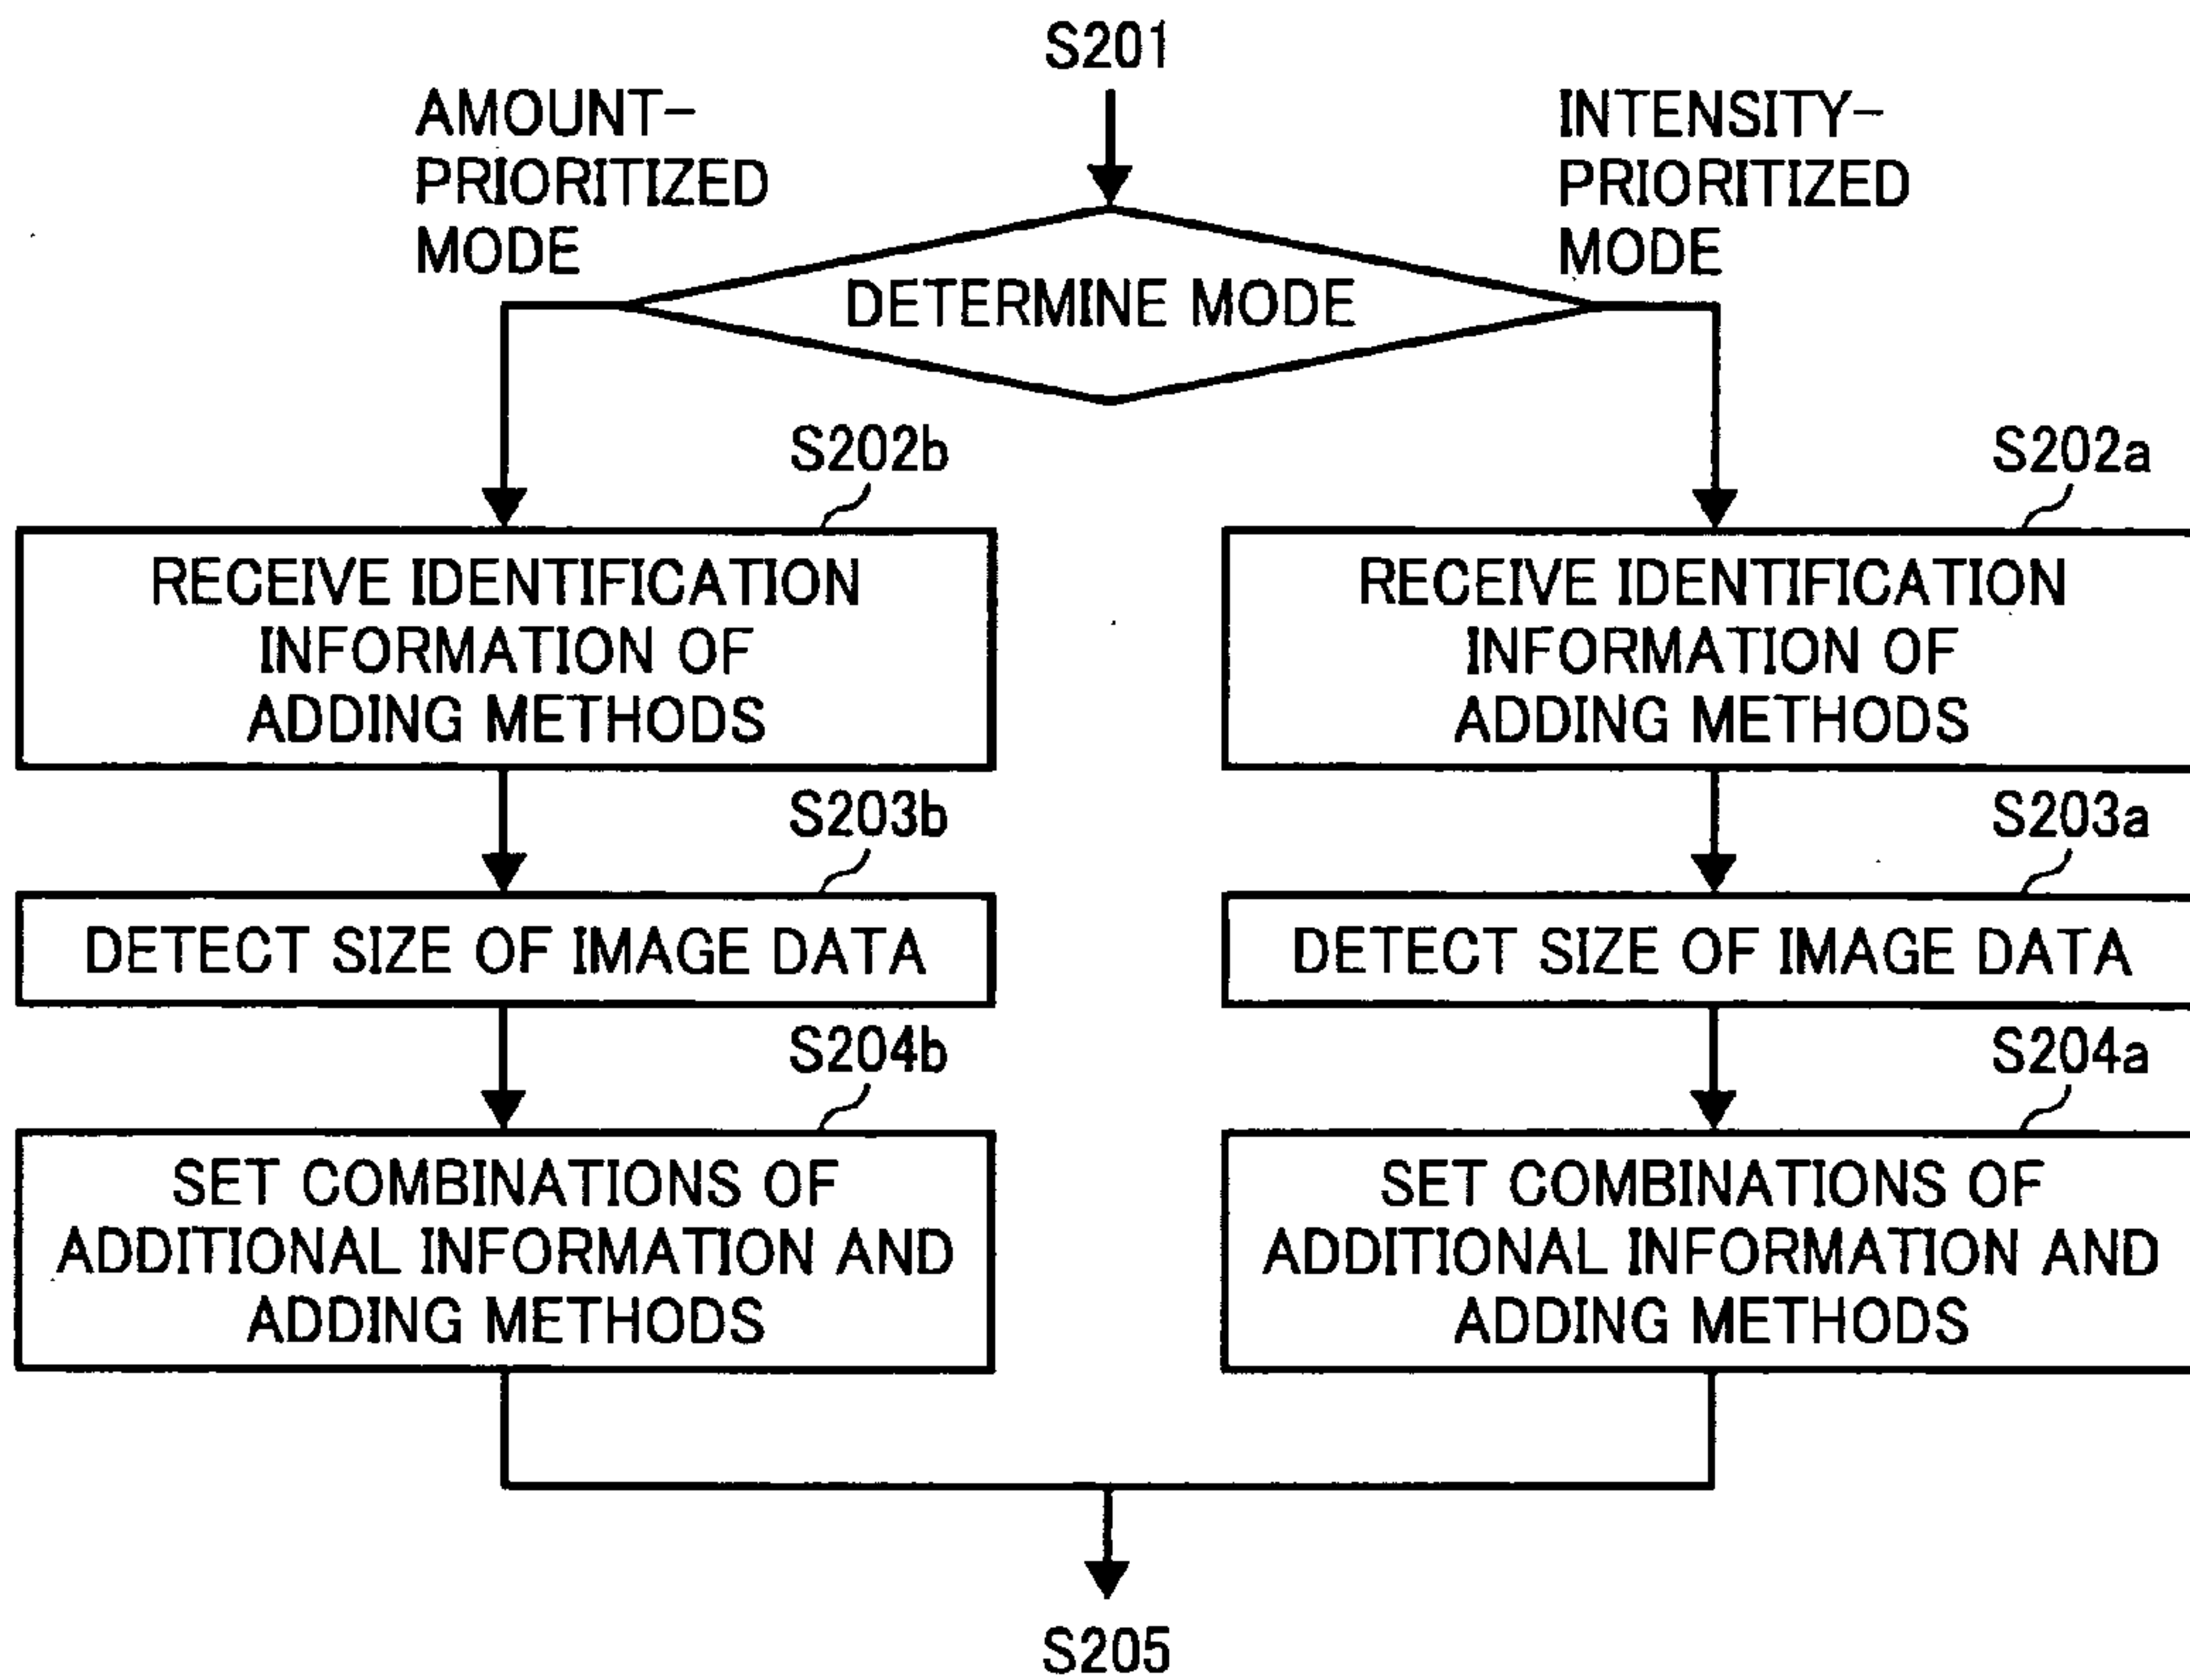 S201
AMOUNT-
PRIORITIZED
MODE
INTENSITY-
PRIORITIZED
MODE
DETERMINE MODE
S202b
RECEIVE IDENTIFICATION
INFORMATION OF
ADDING METHODS
S203b
DETECT SIZE OF IMAGE DATA
S204b
SET COMBINATIONS OF
ADDITIONAL INFORMATION AND
ADDING METHODS
S202a
RECEIVE IDENTIFICATION
INFORMATION OF
ADDING METHODS
S203a
DETECT SIZE OF IMAGE DATA
S204a
SET COMBINATIONS OF
ADDITIONAL INFORMATION AND
ADDING METHODS
S205